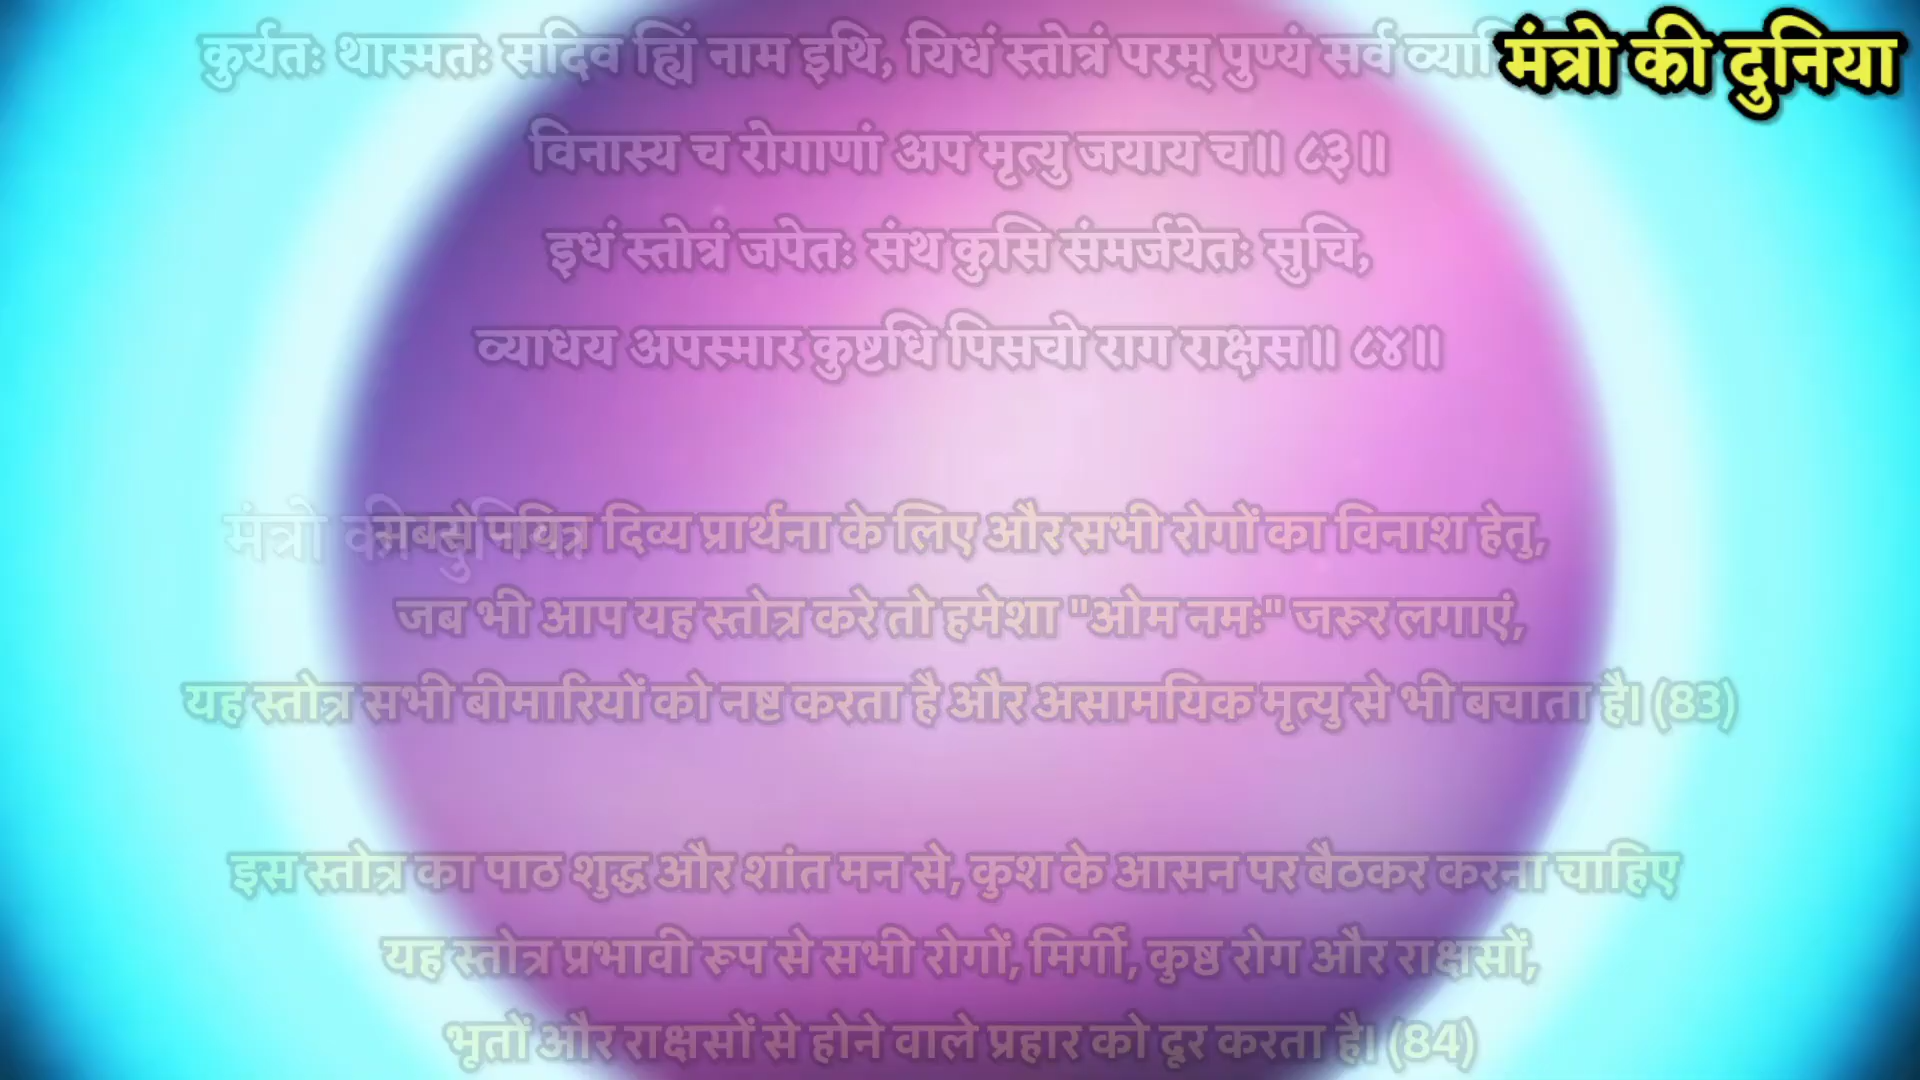 कुर्यतः थास्मतः सदिव ह्यिं नाम इथि, यिधं स्तोत्रं परम् पुण्यं सर्व
मंत्रो की दुनिया
विनास्य च रोगाणां अप मृत्यु जयाय च॥ ८३॥
इधं स्तोत्रं जपेतः संथ कुसि संमर्जयेतः सुचि,
व्याधय अपस्मार कुष्टधि पिसचो राग राक्षस॥ ८४॥
मंत्रो की दुनिया
सबसे पवित्र दिव्य प्रार्थना के लिए और सभी रोगों का विनाश हेतु,
जब भी आप यह स्तोत्र करे तो हमेशा "ओम नमः" जरूर लगाएं,
यह स्तोत्र सभी बीमारियों को नष्ट करता है और असामयिक मृत्यु से भी बचाता है। (83)
इस स्तोत्र का पाठ शुद्ध और शांत मन से, कुश के आसन पर बैठकर करना चाहिए
यह स्तोत्र प्रभावी रूप से सभी रोगों, मिर्गी, कुष्ठ रोग और राक्षसों,
भूतों और राक्षसों से होने वाले प्रहार को दूर करता है। (84)